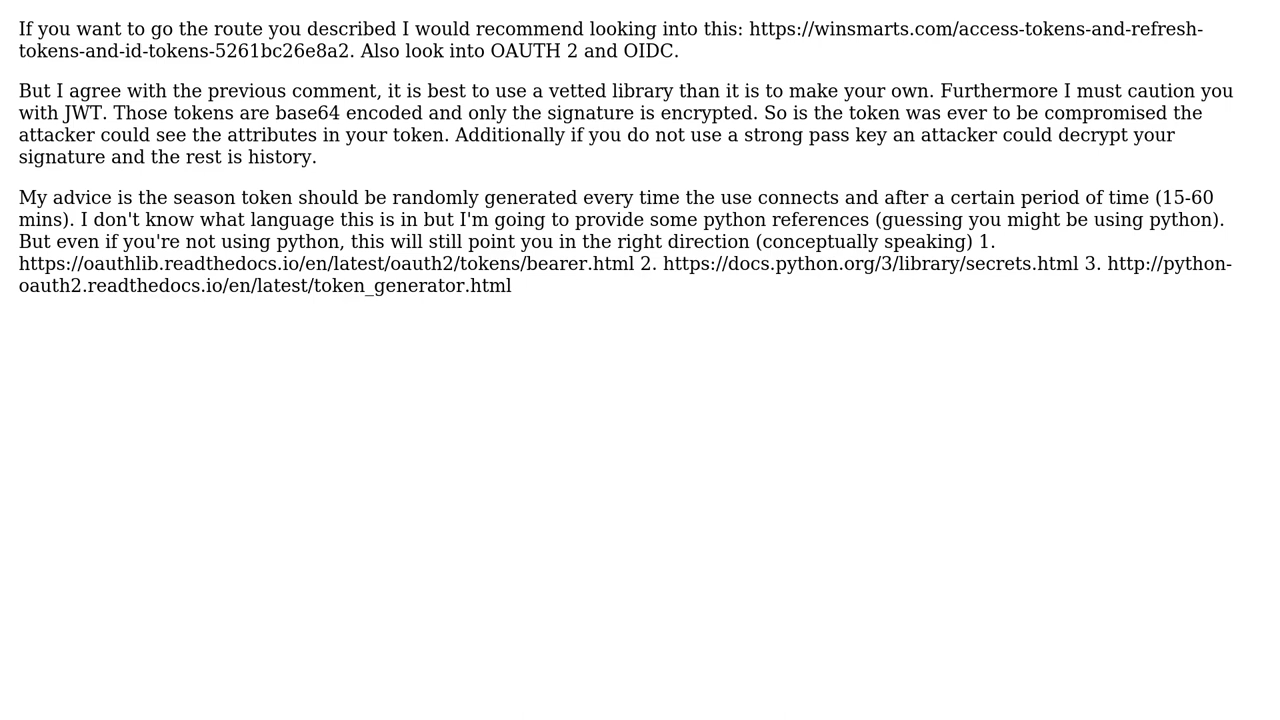 If you want to go the route you described I would recommend looking into this: https://winsmarts.com/access-tokens-and-refresh-
tokens-and-id-tokens-5261bc26e8a2. Also look into OAUTH 2 and OIDC.
But I agree with the previous comment, it is best to use a vetted library than it is to make your own. Furthermore I must caution you
with JWT. Those tokens are base64 encoded and only the signature is encrypted. So is the token was ever to be compromised the
attacker could see the attributes in your token. Additionally if you do not use a strong pass key an attacker could decrypt your
signature and the rest is history.
My advice is the season token should be randomly generated every time the use connects and after a certain period of time (15-60
mins). I don't know what language this is in but I'm going to provide some python references (guessing you might be using python).
But even if you're not using python, this will still point you in the right direction (conceptually speaking) 1.
https://oauthlib.readthedocs.io/en/latest/oauth2/tokens/bearer.html 2. https://docs.python.org/3/library/secrets.html 3. http://python-
oauth2.readthedocs.io/en/latest/token_generator.html